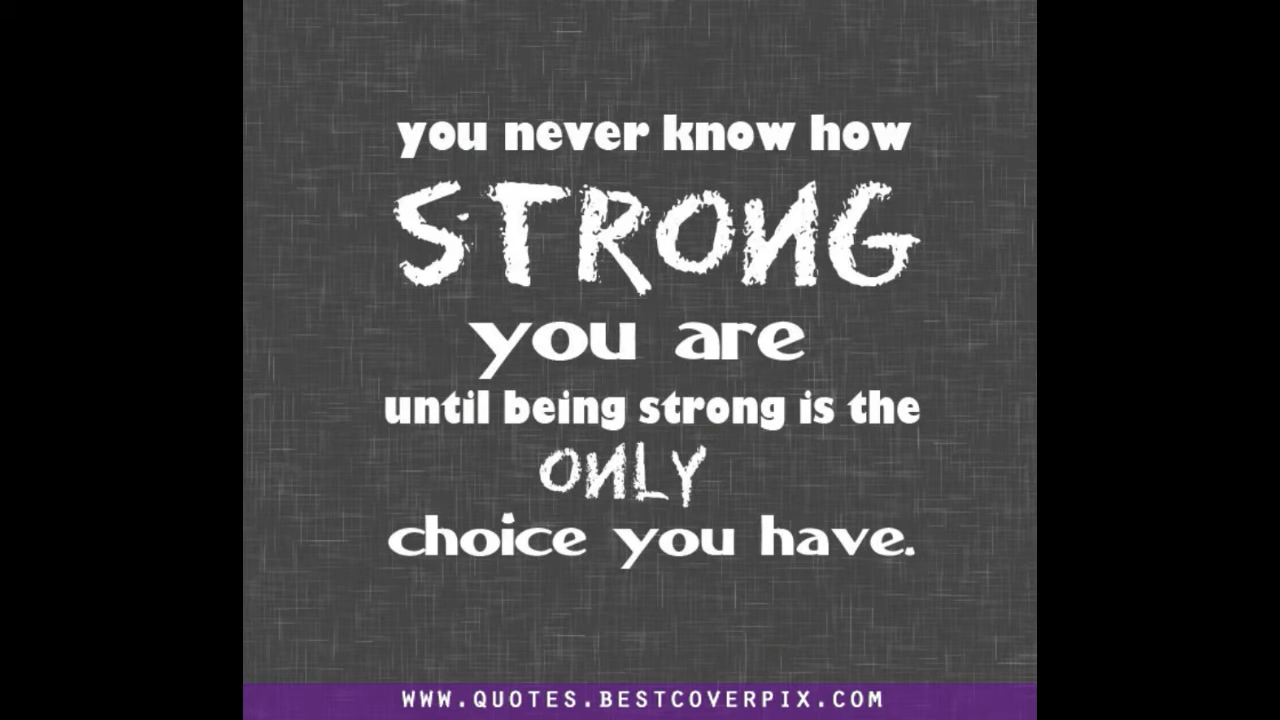 you never know how
STRONG
you are
until being strong is the
ONLY
choice you have.
WWW.QUOTES.BESTCOVERPIX.COM